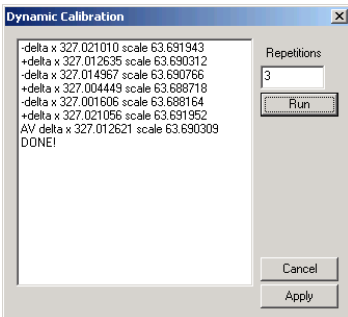 Dynamic Calibration
-delta x 327.021010 scale 63.691943
+delta x 327.012635 scale 63.690312
-delta x 327.014967 scale 63.690766
+delta x 327.004449 scale 63.688718
-delta x 327.001606 scale 63.688164
+delta x 327.021056 scale 63.691952
AV delta x 327.012621 scale 63.690309
DONE!
Repetitions
3
Run
Cancel
Apply